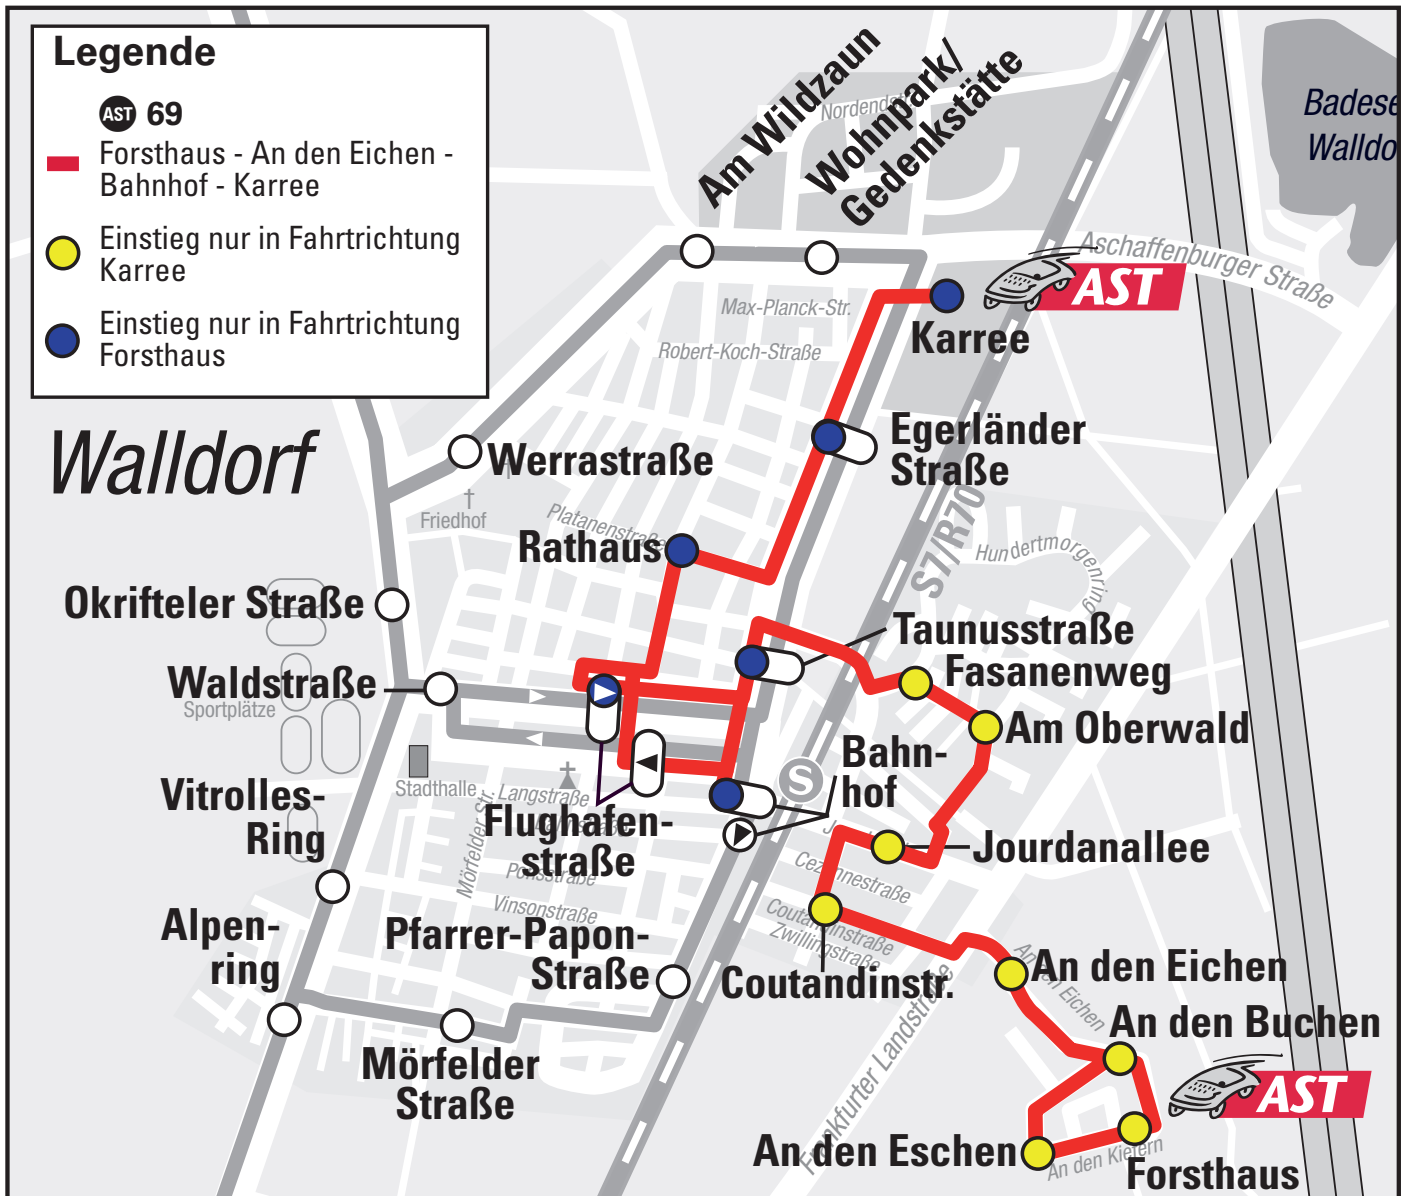 Legende
AST 69
Forsthaus - An den Eichen -
Bahnhof - Karree
Einstieg nur in Fahrtrichtung
Karree
Einstieg nur in Fahrtrichtung
Forsthaus
Walldorf
Am Wildzaun
Wohnpark/
Gedenkstätte
Aschaffenburger Straße
AST
Karree
Max-Planck-Str.
Robert-Koch-Straße
Egerländer
Straße
Werrastraße
Friedhof
Platanenstraße
Rathaus
S7/R70
Hundertmorgenring
Okrifteler Straße
Taunusstraße
Fasanenweg
Waldstraße
Sportplätze
Am Oberwald
Bahn-
hof
S
Stadthalle
Mörfelder Str.
Langstraße
Vitrolles-
Ring
Flughafen-
straße
Jourdanallee
Cezannestraße
Vinsonstraße
Coutandinstraße
Zwillingstraße
Alpen-
ring
Pfarrer-Papon-
Straße
Coutandinstr.
An den Eichen
An den Eichen
An den Buchen
Frankfurter Landstraße
Mörfelder
Straße
AST
An den Eschen
An den Kiefern
Forsthaus